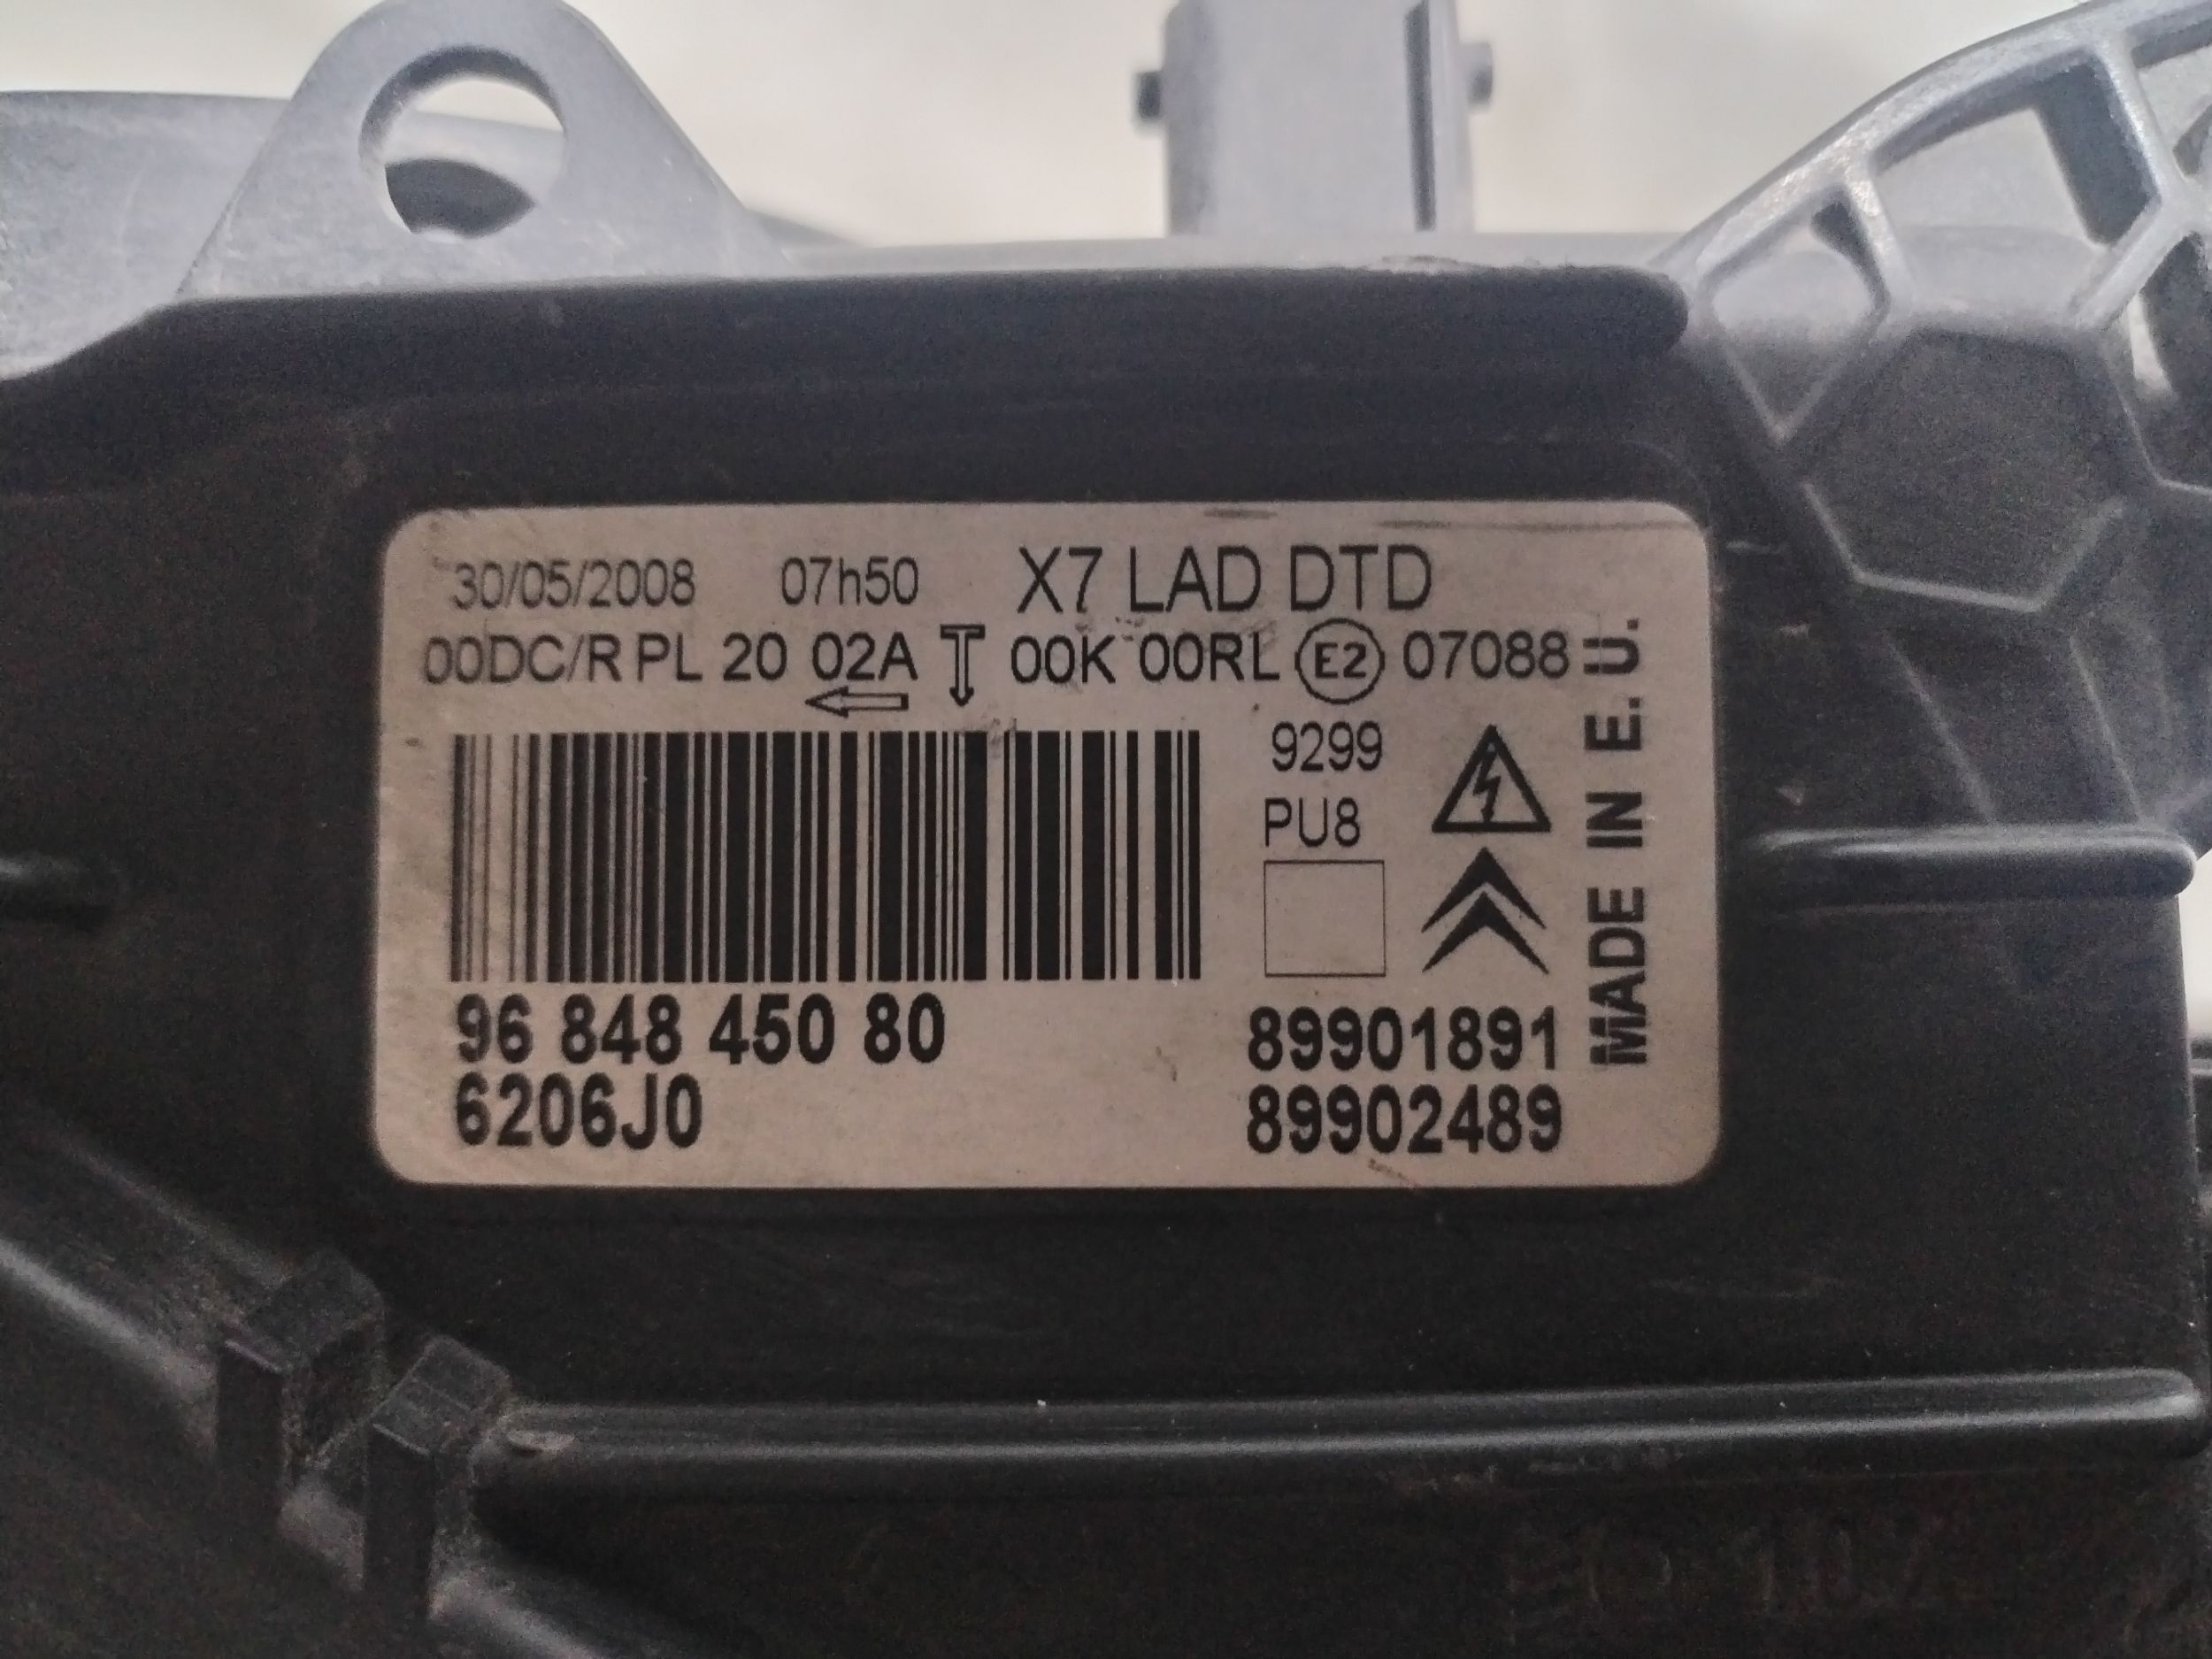 30/05/2008 07h50 X7 LAD DTD
00DC/R PL 20 02A 00K 00RL E2 07088
9299
PU8
MADE IN E.U.
96 848 450 80
6206J0
89901891
89902489